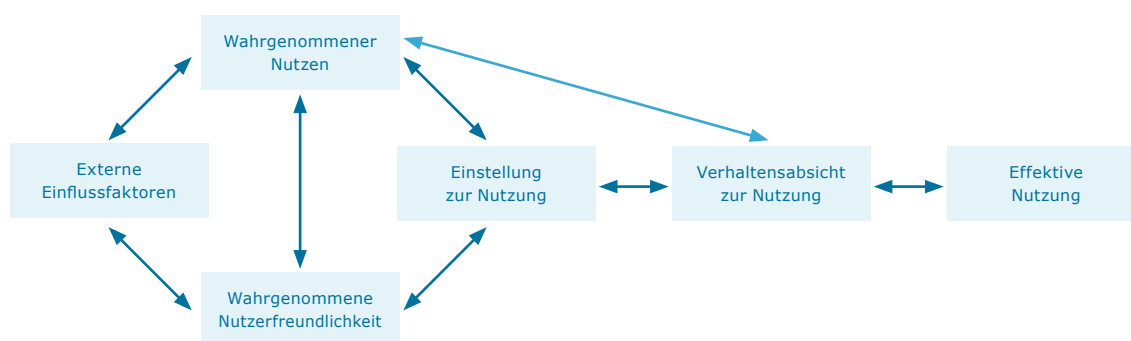 Wahrgenommener
Nutzen
Externe
Einflussfaktoren
Einstellung
zur Nutzung
Verhaltensabsicht
zur Nutzung
Effektive
Nutzung
Wahrgenommene
Nutzerfreundlichkeit